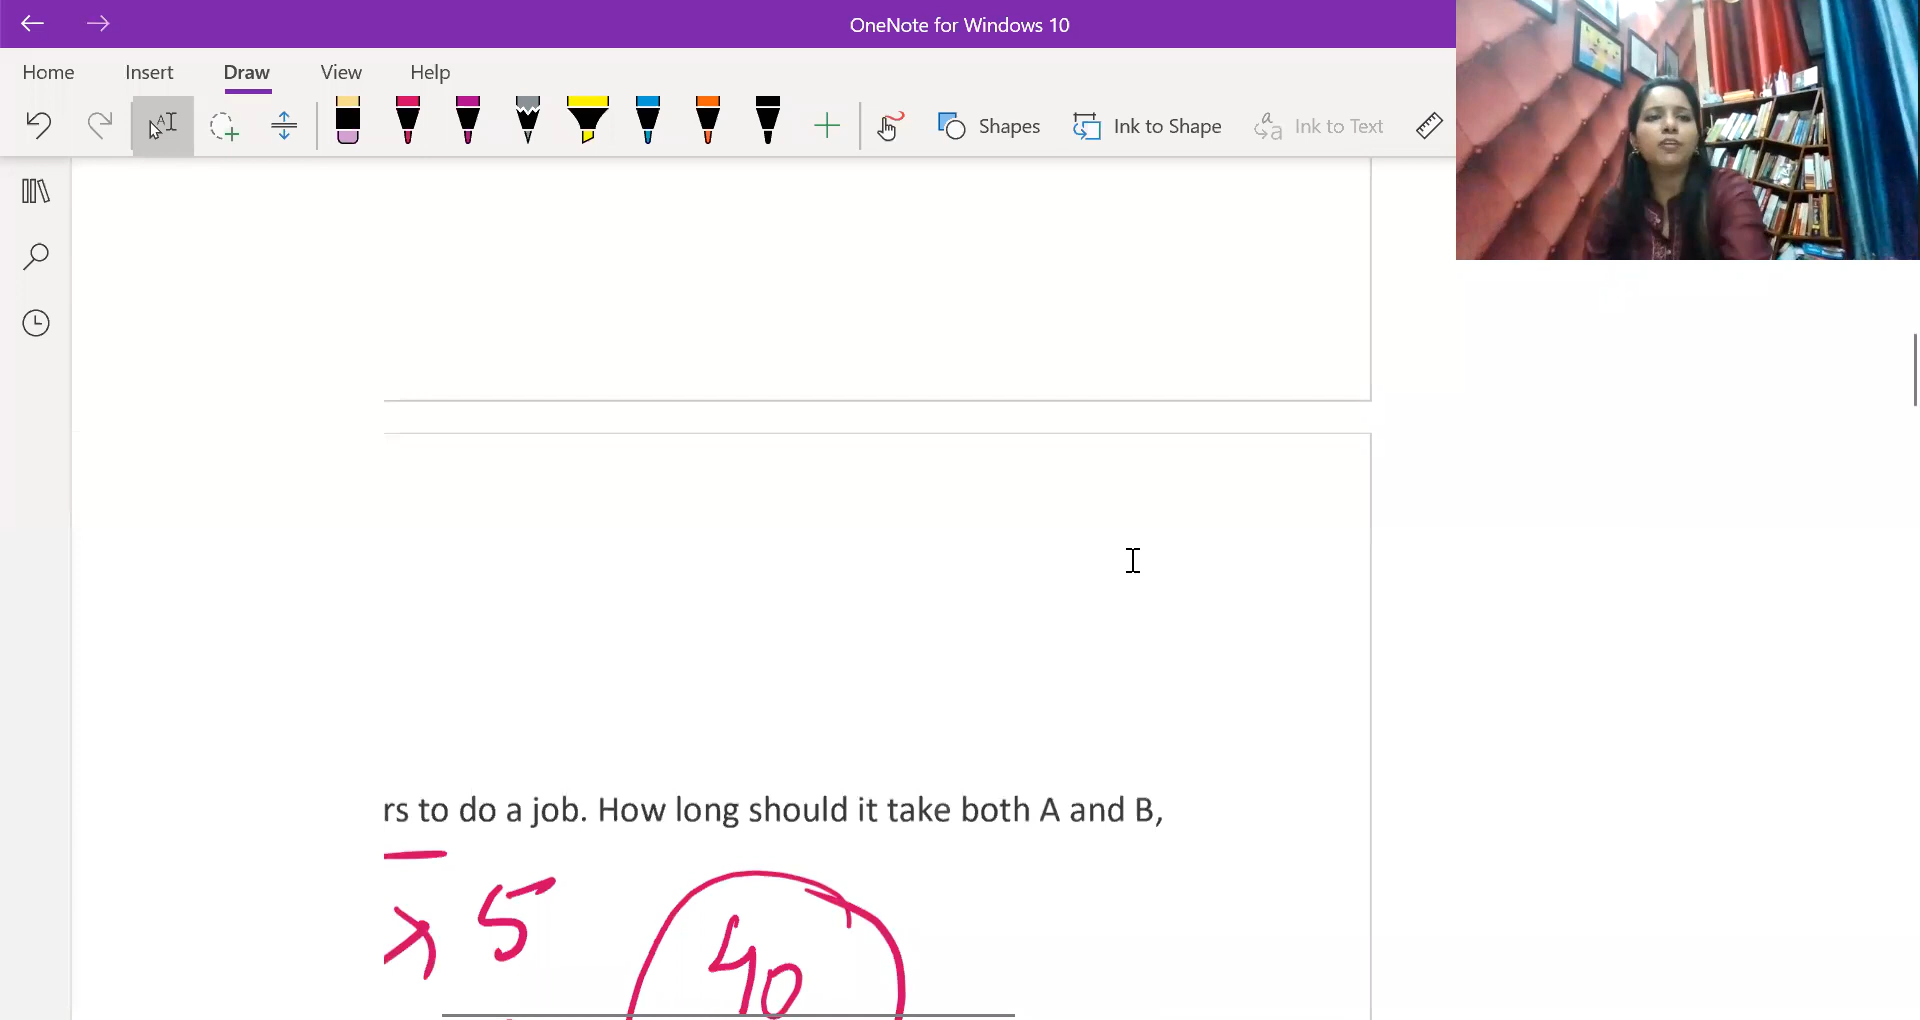 OneNote for Windows 10
Home Insert Draw View Help
Shapes Ink to Shape Ink to Text
rs to do a job. How long should it take both A and B,
5
40